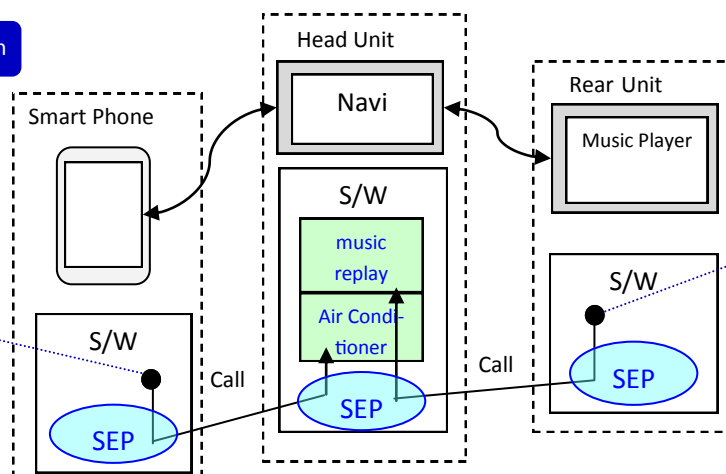 n
Smart Phone
S/W
SEP
Call
Head Unit
Navi
S/W
music
replay
Air Condi-
tioner
SEP
Call
Rear Unit
Music Player
S/W
SEP